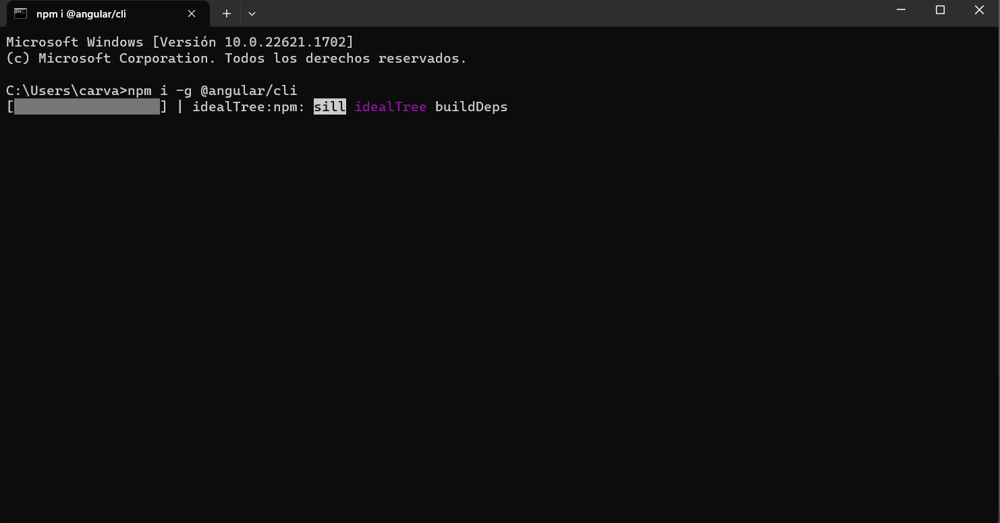 npm i @angular/cli
Microsoft Windows [Versión 10.0.22621.1702]
(c) Microsoft Corporation. Todos los derechos reservados.
C:\Users\carva>npm i -g @angular/cli
[                  ] | idealTree:npm: sill idealTree buildDeps